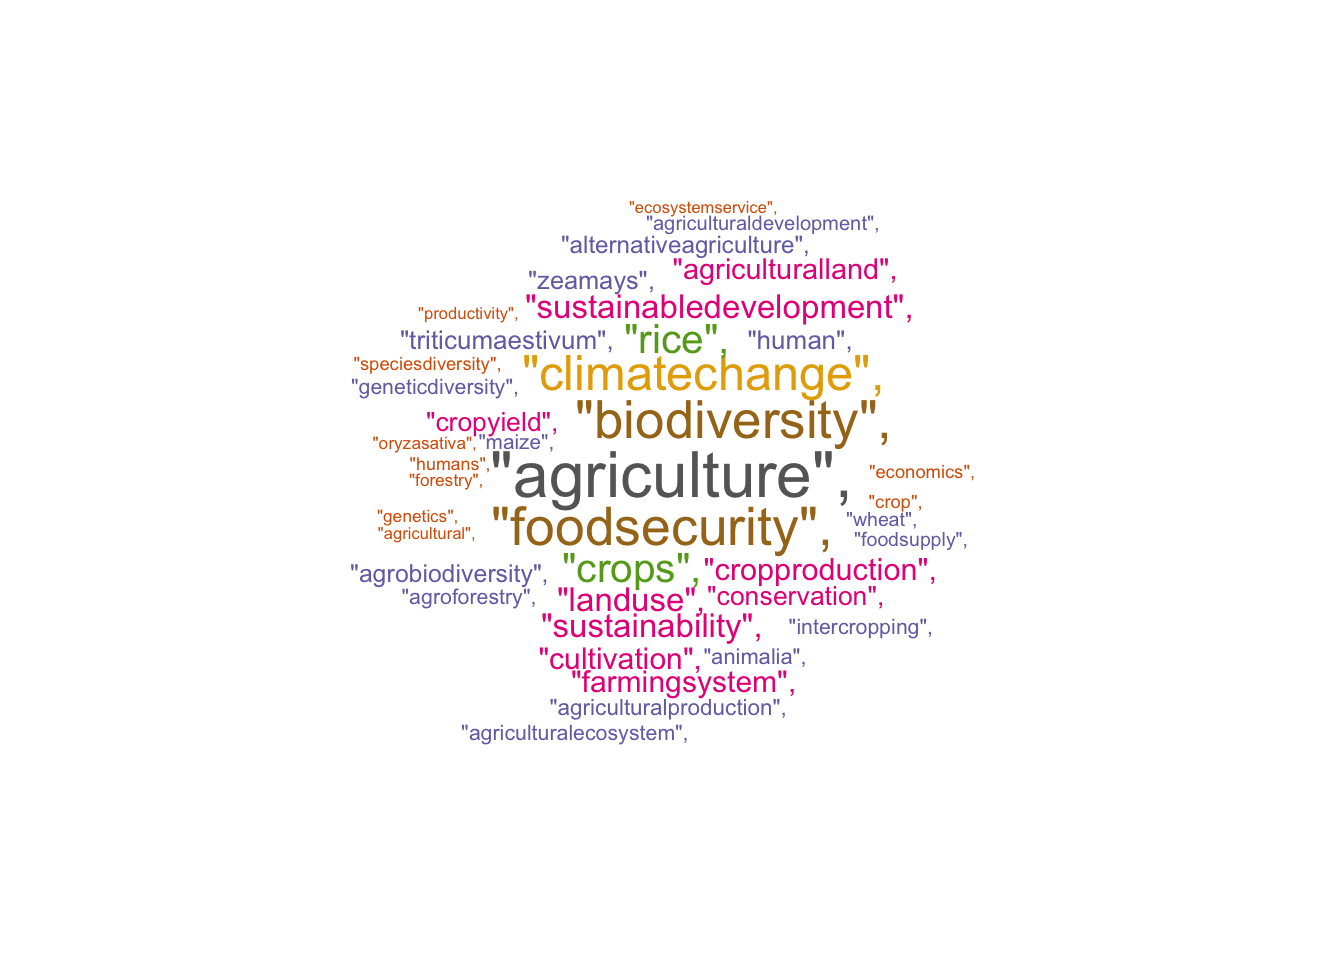 "ecosystemservice",
"agriculturaldevelopment",
"alternativeagriculture",
"zeamays", "agriculturalland",
"productivity", "sustainabledevelopment",
"triticumaestivum", "rice", "human",
"speciesdiversity", "climatechange",
"geneticdiversity",
"cropyield", "biodiversity",
"oryzasativa", "maize",
"humans", "agriculture", "economics",
"forestry",
"crop",
"genetics", "foodsecurity", "wheat",
"agricultural", "foodsupply",
"agrobiodiversity", "crops", "cropproduction",
"agroforestry", "landuse", "conservation",
"sustainability", "intercropping",
"cultivation", "animalia",
"farmingsystem",
"agriculturalproduction",
"agriculturalecosystem",